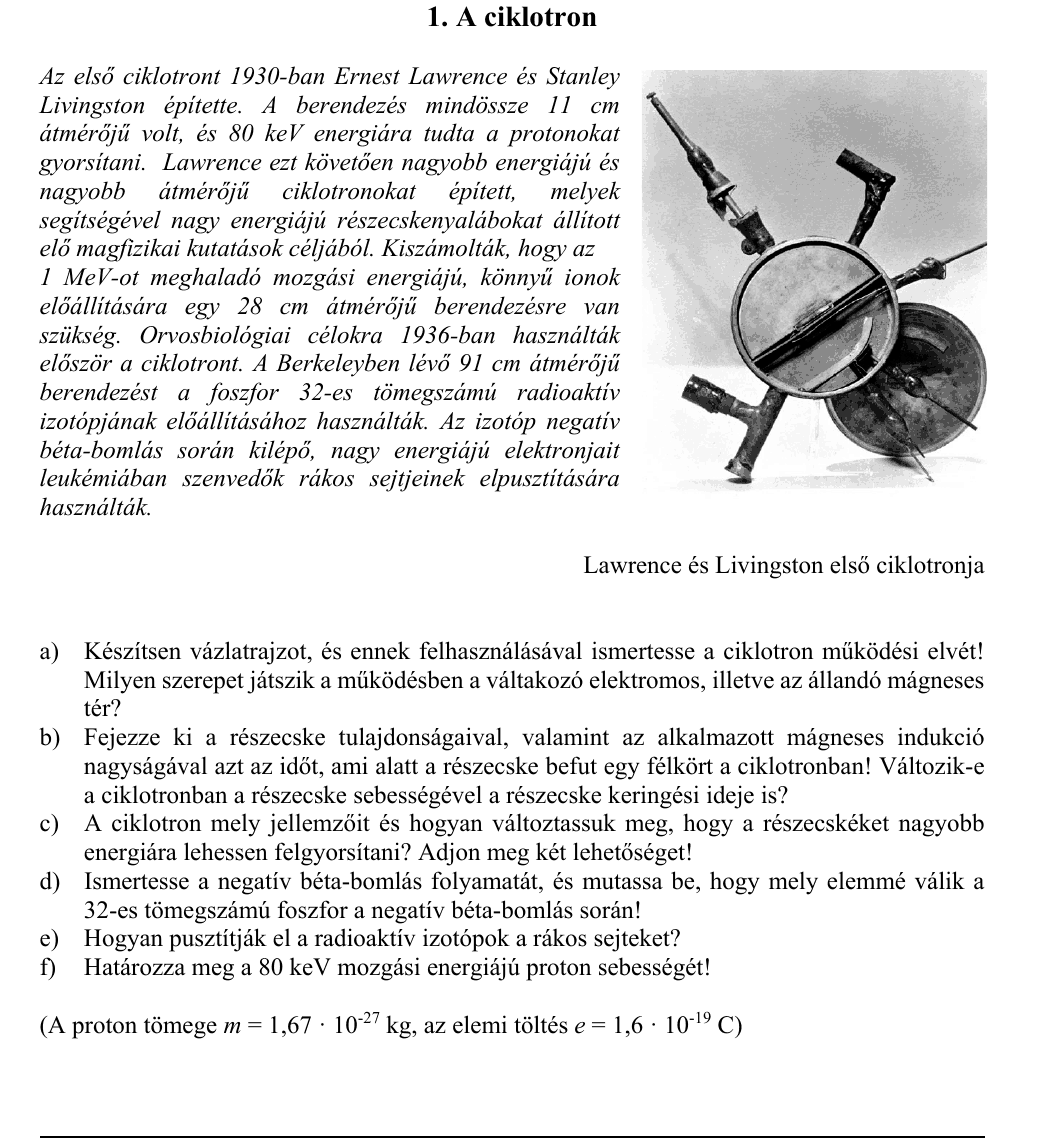 1. A ciklotron
Az első ciklotront 1930-ban Ernest Lawrence és Stanley
Livingston építette. A berendezés mindössze 11 cm
átmérőjű volt, és 80 keV energiára tudta a protonokat
gyorsítani. Lawrence ezt követően nagyobb energiájú és
nagyobb átmérőjű ciklotronokat épített, melyek
segítségével nagy energiájú részecskenyalábokat állított
elő magfizikai kutatások céljából. Kiszámolták, hogy az
1 MeV-ot meghaladó mozgási energiájú, könnyű ionok
előállítására egy 28 cm átmérőjű berendezésre van
szükség. Orvosbiológiai célokra 1936-ban használták
először a ciklotront. A Berkeleyben lévő 91 cm átmérőjű
berendezést a foszfor 32-es tömegszámú radioaktív
izotópjának előállításához használták. Az izotóp negatív
béta-bomlás során kilépő, nagy energiájú elektronjait
leukémiában szenvedők rákos sejtjeinek elpusztítására
használták.
Lawrence és Livingston első ciklotronja
a) Készítsen vázlatrajzot, és ennek felhasználásával ismertesse a ciklotron működési elvét!
Milyen szerepet játszik a működésben a váltakozó elektromos, illetve az állandó mágneses
tér?
b) Fejezze ki a részecske tulajdonságaival, valamint az alkalmazott mágneses indukció
nagyságával azt az időt, ami alatt a részecske befut egy félkört a ciklotronban! Változik-e
a ciklotronban a részecske sebességével a részecske keringési ideje is?
c) A ciklotron mely jellemzőit és hogyan változtassuk meg, hogy a részecskéket nagyobb
energiára lehessen felgyorsítani? Adjon meg két lehetőséget!
d) Ismertesse a negatív béta-bomlás folyamatát, és mutassa be, hogy mely elemmé válik a
32-es tömegszámú foszfor a negatív béta-bomlás során!
e) Hogyan pusztítják el a radioaktív izotópok a rákos sejteket?
f) Határozza meg a 80 keV mozgási energiájú proton sebességét!
(A proton tömege m = 1,67 · 10⁻²⁷ kg, az elemi töltés e = 1,6 · 10⁻¹⁹ C)